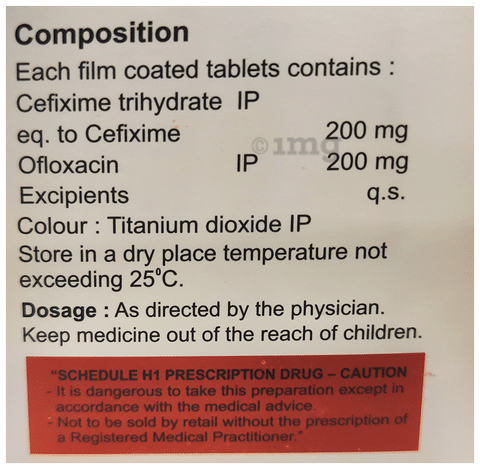 Composition
Each film coated tablets contains :
Cefixime trihydrate IP
eq. to Cefixime 200 mg
Ofloxacin IP 200 mg
Excipients q.s.
Colour : Titanium dioxide IP
Store in a dry place temperature not
exceeding 25°C.
Dosage : As directed by the physician.
Keep medicine out of the reach of children.
"SCHEDULE H1 PRESCRIPTION DRUG – CAUTION
- It is dangerous to take this preparation except in
accordance with the medical advice.
- Not to be sold by retail without the prescription of
a Registered Medical Practitioner."
©1mg